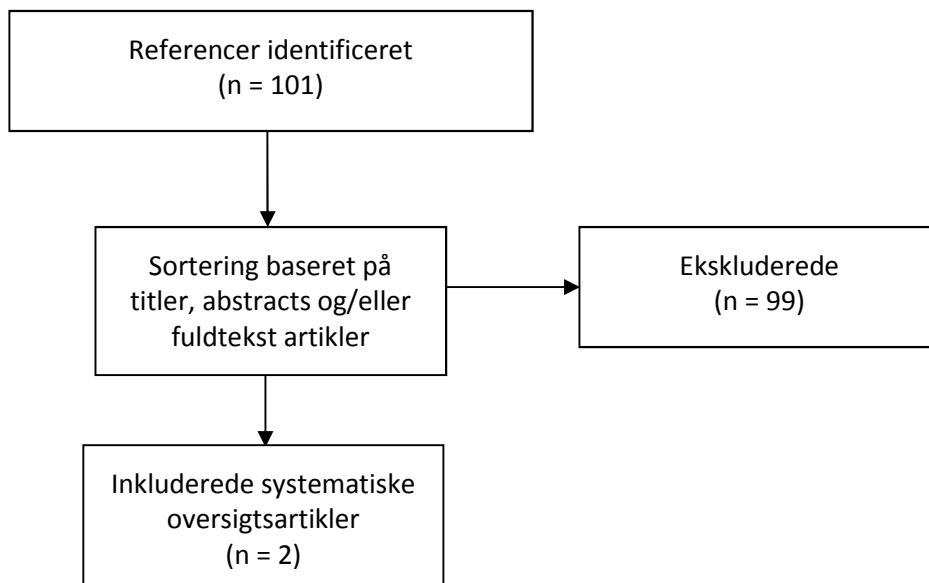 Referencer identificeret
(n = 101)
Sortering baseret på
titler, abstracts og/eller
fuldtekst artikler
Ekskluderede
(n = 99)
Inkluderede systematiske
oversigtsartikler
(n = 2)